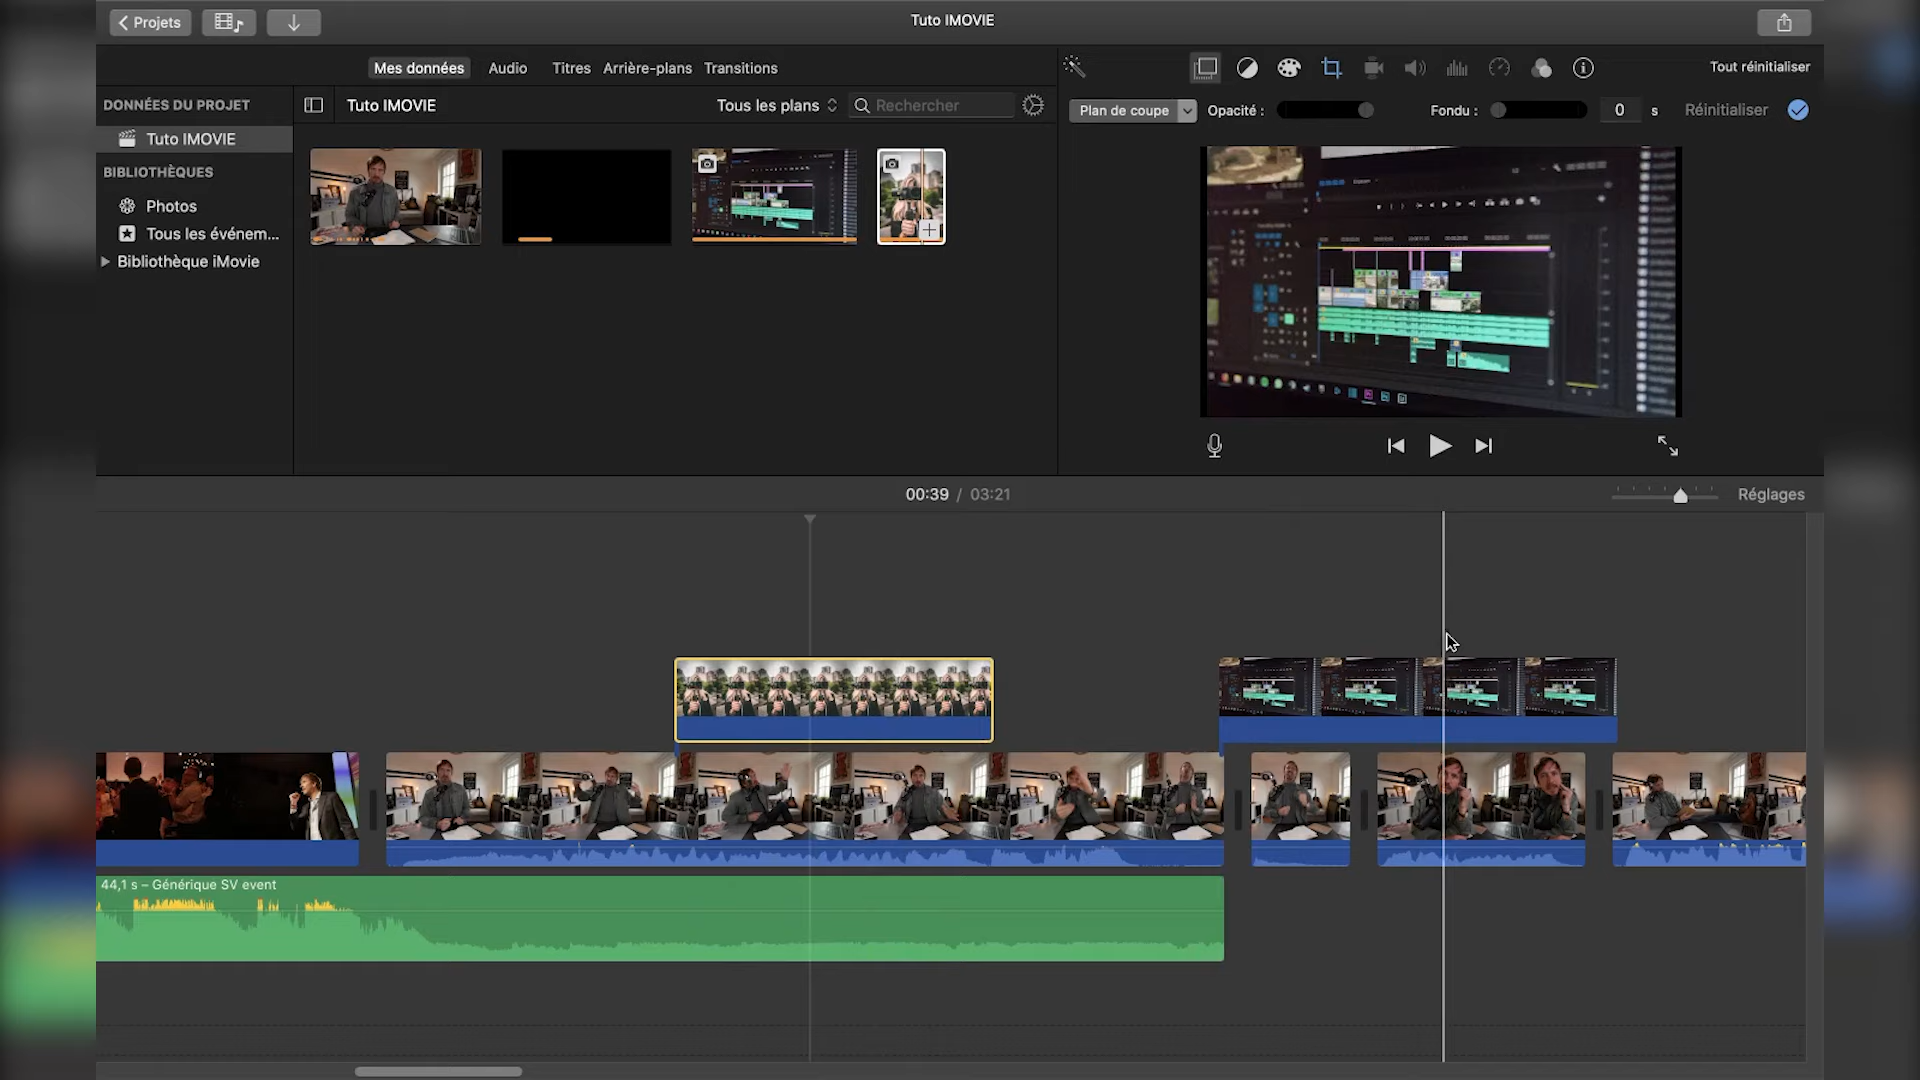 Projets
Tuto IMOVIE
Mes données
Audio
Titres
Arrière-plans
Transitions
Tout réinitialiser
DONNÉES DU PROJET
Tuto IMOVIE
Tous les plans
Rechercher
Plan de coupe
Opacité :
Fondu :
0
s
Réinitialiser
Tuto IMOVIE
BIBLIOTHÈQUES
Photos
Tous les événem...
Bibliothèque iMovie
00:39 / 03:21
Réglages
44,1 s – Générique SV event